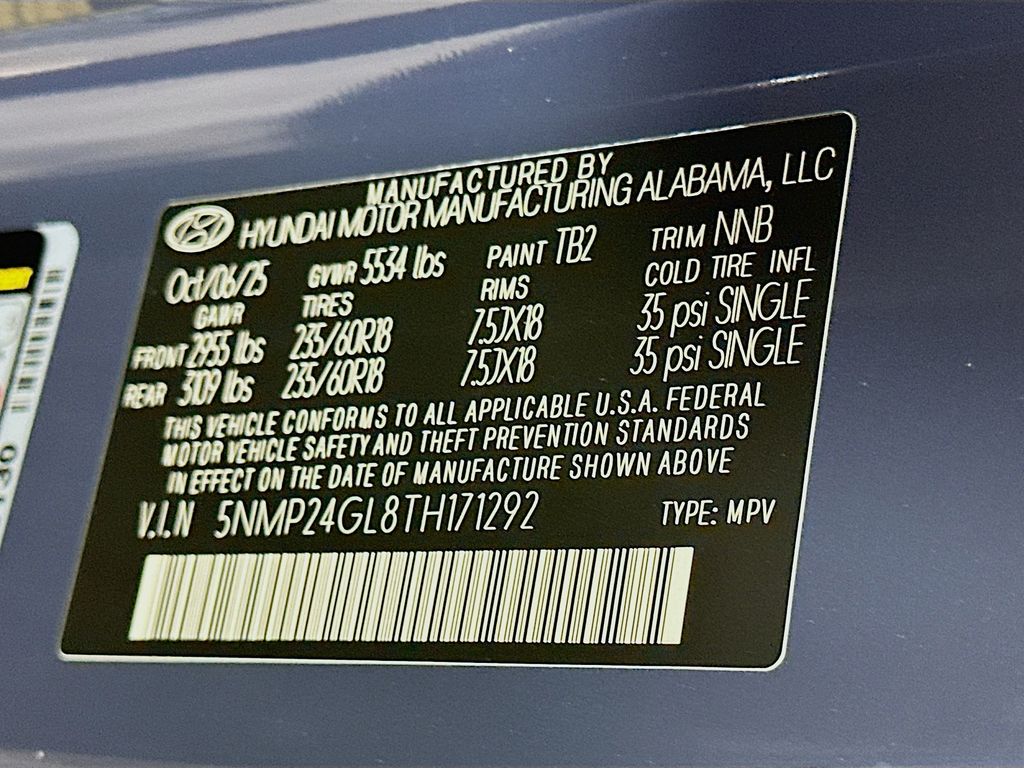 MANUFACTURED BY
HYUNDAI MOTOR MANUFACTURING ALABAMA, LLC
Oct/06/25 GVWR 5534 lbs PAINT TB2 TRIM NNB
GAWR TIRES RIMS COLD TIRE INFL
FRONT 2955 lbs 235/60R18 7.5JX18 35 psi SINGLE
REAR 3109 lbs 235/60R18 7.5JX18 35 psi SINGLE
THIS VEHICLE CONFORMS TO ALL APPLICABLE U.S.A. FEDERAL
MOTOR VEHICLE SAFETY AND THEFT PREVENTION STANDARDS
IN EFFECT ON THE DATE OF MANUFACTURE SHOWN ABOVE
V.I.N 5NMP24GL8TH171292 TYPE: MPV